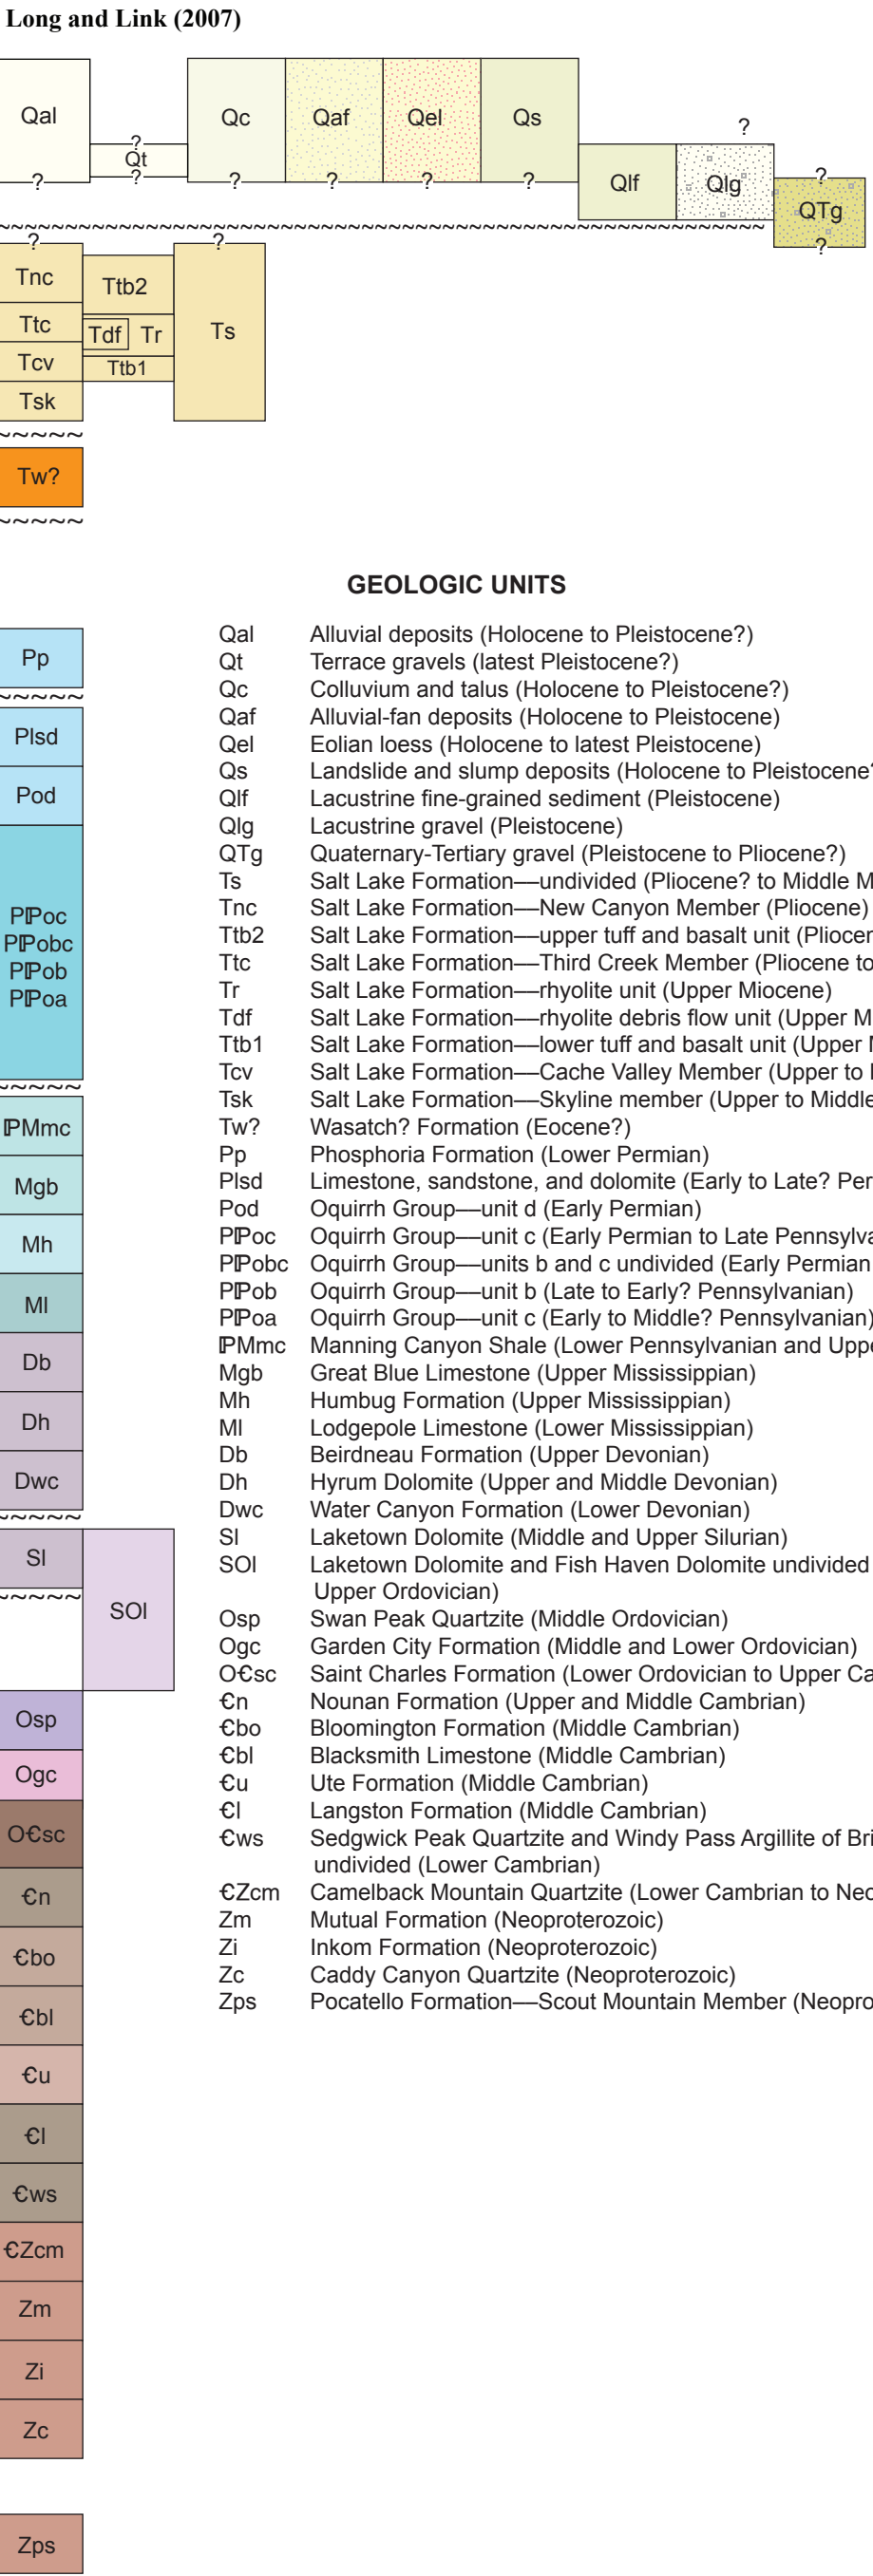 Long and Link (2007)
Qal
Qt
Qc
Qaf
Qel
Qs
Qlf
Qlg
QTg
?
?
?
?
?
?
?
?
?
?
?
?
?
Tnc
Ttb2
Ttc
Tdf
Tr
Ts
Tcv
Ttb1
Tsk
Tw?
GEOLOGIC UNITS
Pp
Plsd
Pod
Pℙoc
Pℙobc
Pℙob
Pℙoa
ℙMmc
Mgb
Mh
Ml
Db
Dh
Dwc
Sl
SOl
Osp
Ogc
O€sc
€n
€bo
€bl
€u
€l
€ws
€Zcm
Zm
Zi
Zc
Zps
Qal Alluvial deposits (Holocene to Pleistocene?)
Qt Terrace gravels (latest Pleistocene?)
Qc Colluvium and talus (Holocene to Pleistocene?)
Qaf Alluvial-fan deposits (Holocene to Pleistocene)
Qel Eolian loess (Holocene to latest Pleistocene)
Qs Landslide and slump deposits (Holocene to Pleistocene?
Qlf Lacustrine fine-grained sediment (Pleistocene)
Qlg Lacustrine gravel (Pleistocene)
QTg Quaternary-Tertiary gravel (Pleistocene to Pliocene?)
Ts Salt Lake Formation—undivided (Pliocene? to Middle M
Tnc Salt Lake Formation—New Canyon Member (Pliocene)
Ttb2 Salt Lake Formation—upper tuff and basalt unit (Pliocen
Ttc Salt Lake Formation—Third Creek Member (Pliocene to
Tr Salt Lake Formation—rhyolite unit (Upper Miocene)
Tdf Salt Lake Formation—rhyolite debris flow unit (Upper M
Ttb1 Salt Lake Formation—lower tuff and basalt unit (Upper
Tcv Salt Lake Formation—Cache Valley Member (Upper to
Tsk Salt Lake Formation—Skyline member (Upper to Middle
Tw? Wasatch? Formation (Eocene?)
Pp Phosphoria Formation (Lower Permian)
Plsd Limestone, sandstone, and dolomite (Early to Late? Per
Pod Oquirrh Group—unit d (Early Permian)
Pℙoc Oquirrh Group—unit c (Early Permian to Late Pennsylva
Pℙobc Oquirrh Group—units b and c undivided (Early Permian
Pℙob Oquirrh Group—unit b (Late to Early? Pennsylvanian)
Pℙoa Oquirrh Group—unit c (Early to Middle? Pennsylvanian)
ℙMmc Manning Canyon Shale (Lower Pennsylvanian and Uppe
Mgb Great Blue Limestone (Upper Mississippian)
Mh Humbug Formation (Upper Mississippian)
Ml Lodgepole Limestone (Lower Mississippian)
Db Beirdneau Formation (Upper Devonian)
Dh Hyrum Dolomite (Upper and Middle Devonian)
Dwc Water Canyon Formation (Lower Devonian)
Sl Laketown Dolomite (Middle and Upper Silurian)
SOl Laketown Dolomite and Fish Haven Dolomite undivided
Upper Ordovician)
Osp Swan Peak Quartzite (Middle Ordovician)
Ogc Garden City Formation (Middle and Lower Ordovician)
O€sc Saint Charles Formation (Lower Ordovician to Upper Ca
€n Nounan Formation (Upper and Middle Cambrian)
€bo Bloomington Formation (Middle Cambrian)
€bl Blacksmith Limestone (Middle Cambrian)
€u Ute Formation (Middle Cambrian)
€l Langston Formation (Middle Cambrian)
€ws Sedgwick Peak Quartzite and Windy Pass Argillite of Bri
undivided (Lower Cambrian)
€Zcm Camelback Mountain Quartzite (Lower Cambrian to Neo
Zm Mutual Formation (Neoproterozoic)
Zi Inkom Formation (Neoproterozoic)
Zc Caddy Canyon Quartzite (Neoproterozoic)
Zps Pocatello Formation—Scout Mountain Member (Neopro